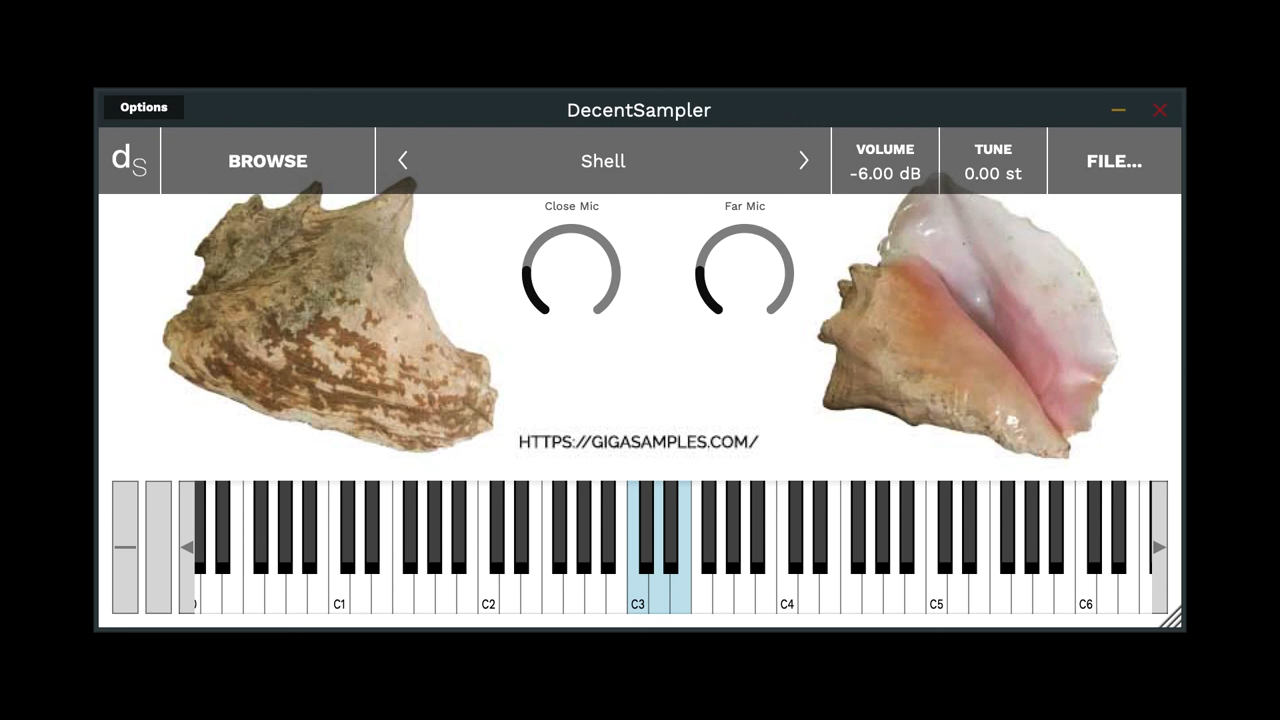 Options
DecentSampler
dS
BROWSE
Shell
VOLUME
-6.00 dB
TUNE
0.00 st
FILE...
Close Mic
Far Mic
HTTPS://GIGASAMPLES.COM/
C1
C2
C3
C4
C5
C6